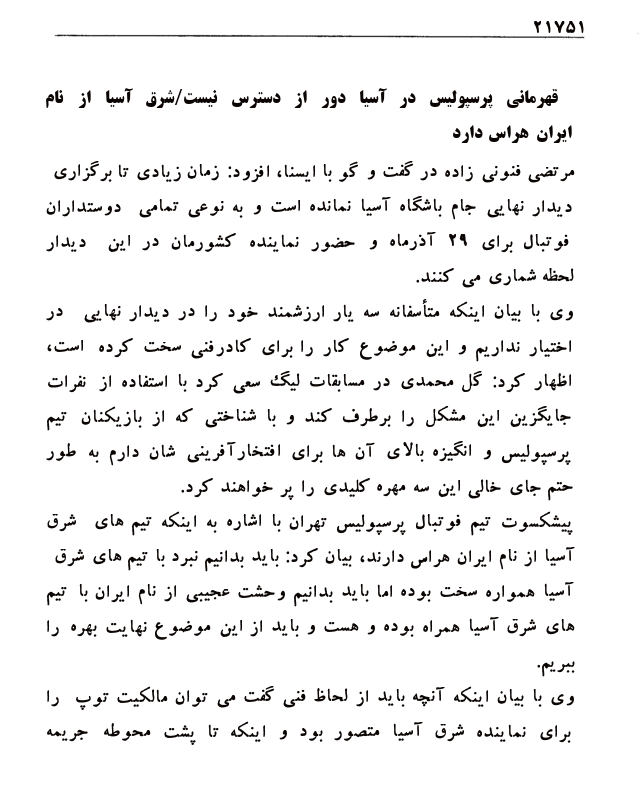 ۲۱۷۵۱
قهرمانی پرسپولیس در آسیا دور از دسترس نیست/شرق آسیا از نام
ایران هراس دارد
مرتضی فنونی زاده در گفت و گو با ایسنا، افزود: زمان زیادی تا برگزاری
دیدار نهایی جام باشگاه آسیا نمانده است و به نوعی تمامی دوستداران
فوتبال برای ۲۹ آذرماه و حضور نماینده کشورمان در این دیدار
لحظه شماری می کنند.
وی با بیان اینکه متأسفانه سه یار ارزشمند خود را در دیدار نهایی در
اختیار نداریم و این موضوع کار را برای کادرفنی سخت کرده است،
اظهار کرد: گل محمدی در مسابقات لیگ سعی کرد با استفاده از نفرات
جایگزین این مشکل را برطرف کند و با شناختی که از بازیکنان تیم
پرسپولیس و انگیزه بالای آن ها برای افتخارآفرینی شان دارم به طور
حتم جای خالی این سه مهره کلیدی را پر خواهند کرد.
پیشکسوت تیم فوتبال پرسپولیس تهران با اشاره به اینکه تیم های شرق
آسیا از نام ایران هراس دارند، بیان کرد: باید بدانیم نبرد با تیم های شرق
آسیا همواره سخت بوده اما باید بدانیم وحشت عجیبی از نام ایران با تیم
های شرق آسیا همراه بوده و هست و باید از این موضوع نهایت بهره را
ببریم.
وی با بیان اینکه آنچه باید از لحاظ فنی گفت می توان مالکیت توپ را
برای نماینده شرق آسیا متصور بود و اینکه تا پشت محوطه جریمه